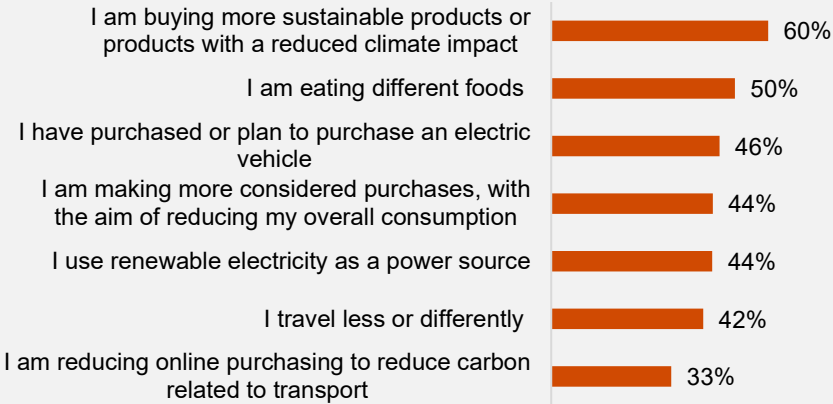 I am buying more sustainable products or
products with a reduced climate impact
60%
I am eating different foods
50%
I have purchased or plan to purchase an electric
vehicle
46%
I am making more considered purchases, with
the aim of reducing my overall consumption
44%
I use renewable electricity as a power source
44%
I travel less or differently
42%
I am reducing online purchasing to reduce carbon
related to transport
33%